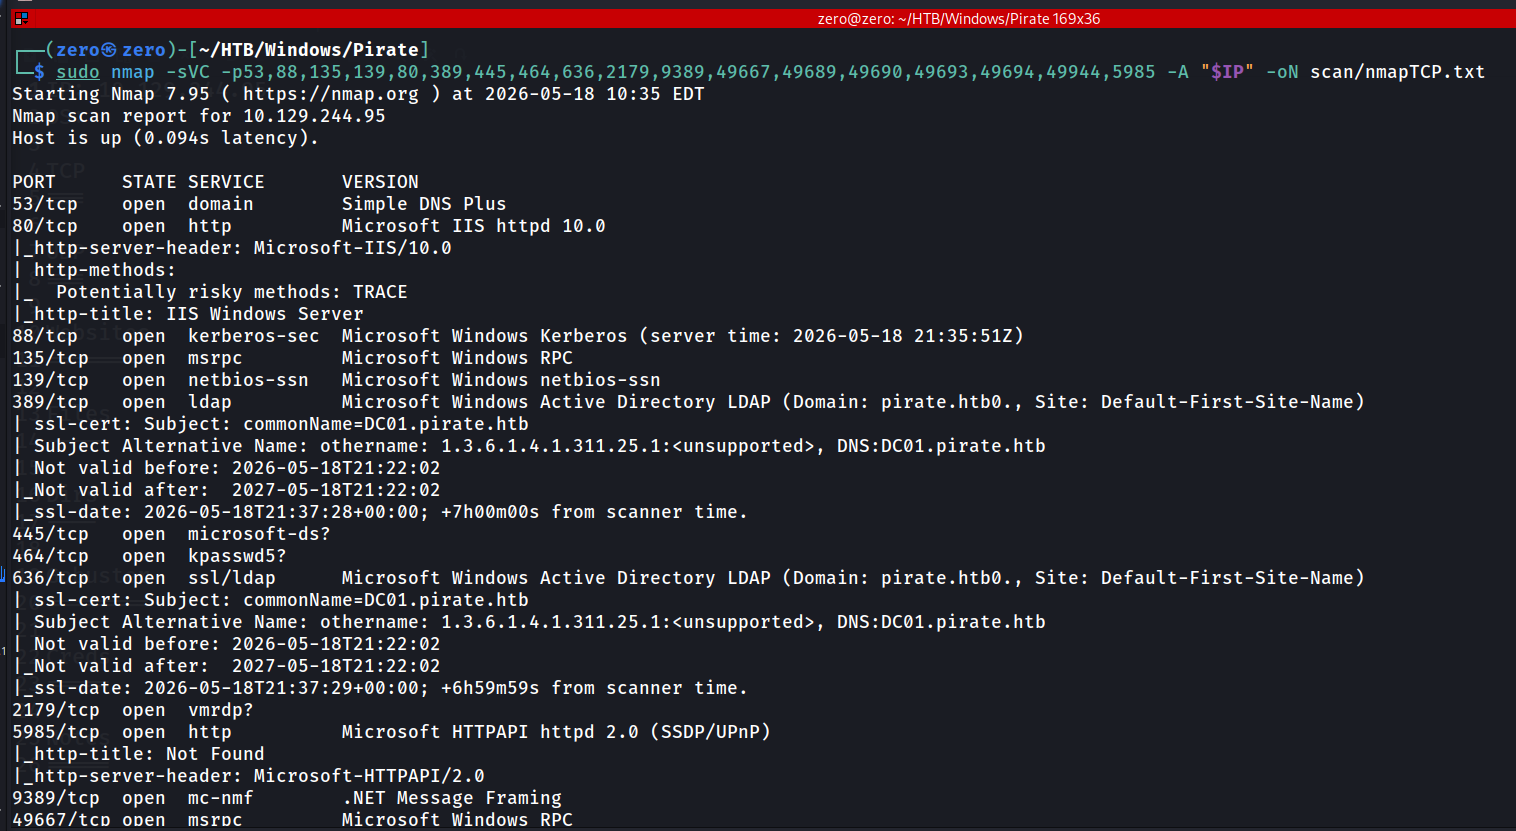 zero@zero: ~/HTB/Windows/Pirate 169x36
┌──(zero㉿zero)-[~/HTB/Windows/Pirate]
└─$ sudo nmap -sVC -p53,88,135,139,80,389,445,464,636,2179,9389,49667,49689,49690,49693,49694,49944,5985 -A "$IP" -oN scan/nmapTCP.txt
Starting Nmap 7.95 ( https://nmap.org ) at 2026-05-18 10:35 EDT
Nmap scan report for 10.129.244.95
Host is up (0.094s latency).
PORT      STATE SERVICE       VERSION
53/tcp    open  domain        Simple DNS Plus
80/tcp    open  http          Microsoft IIS httpd 10.0
|_http-server-header: Microsoft-IIS/10.0
| http-methods:
|_  Potentially risky methods: TRACE
|_http-title: IIS Windows Server
88/tcp    open  kerberos-sec  Microsoft Windows Kerberos (server time: 2026-05-18 21:35:51Z)
135/tcp   open  msrpc         Microsoft Windows RPC
139/tcp   open  netbios-ssn   Microsoft Windows netbios-ssn
389/tcp   open  ldap          Microsoft Windows Active Directory LDAP (Domain: pirate.htb0., Site: Default-First-Site-Name)
| ssl-cert: Subject: commonName=DC01.pirate.htb
| Subject Alternative Name: othername: 1.3.6.1.4.1.311.25.1:<unsupported>, DNS:DC01.pirate.htb
| Not valid before: 2026-05-18T21:22:02
|_Not valid after:  2027-05-18T21:22:02
|_ssl-date: 2026-05-18T21:37:28+00:00; +7h00m00s from scanner time.
445/tcp   open  microsoft-ds?
464/tcp   open  kpasswd5?
636/tcp   open  ssl/ldap      Microsoft Windows Active Directory LDAP (Domain: pirate.htb0., Site: Default-First-Site-Name)
| ssl-cert: Subject: commonName=DC01.pirate.htb
| Subject Alternative Name: othername: 1.3.6.1.4.1.311.25.1:<unsupported>, DNS:DC01.pirate.htb
| Not valid before: 2026-05-18T21:22:02
|_Not valid after:  2027-05-18T21:22:02
|_ssl-date: 2026-05-18T21:37:29+00:00; +6h59m59s from scanner time.
2179/tcp  open  vmrdp?
5985/tcp  open  http          Microsoft HTTPAPI httpd 2.0 (SSDP/UPnP)
|_http-title: Not Found
|_http-server-header: Microsoft-HTTPAPI/2.0
9389/tcp  open  mc-nmf        .NET Message Framing
49667/tcp open  msrpc         Microsoft Windows RPC